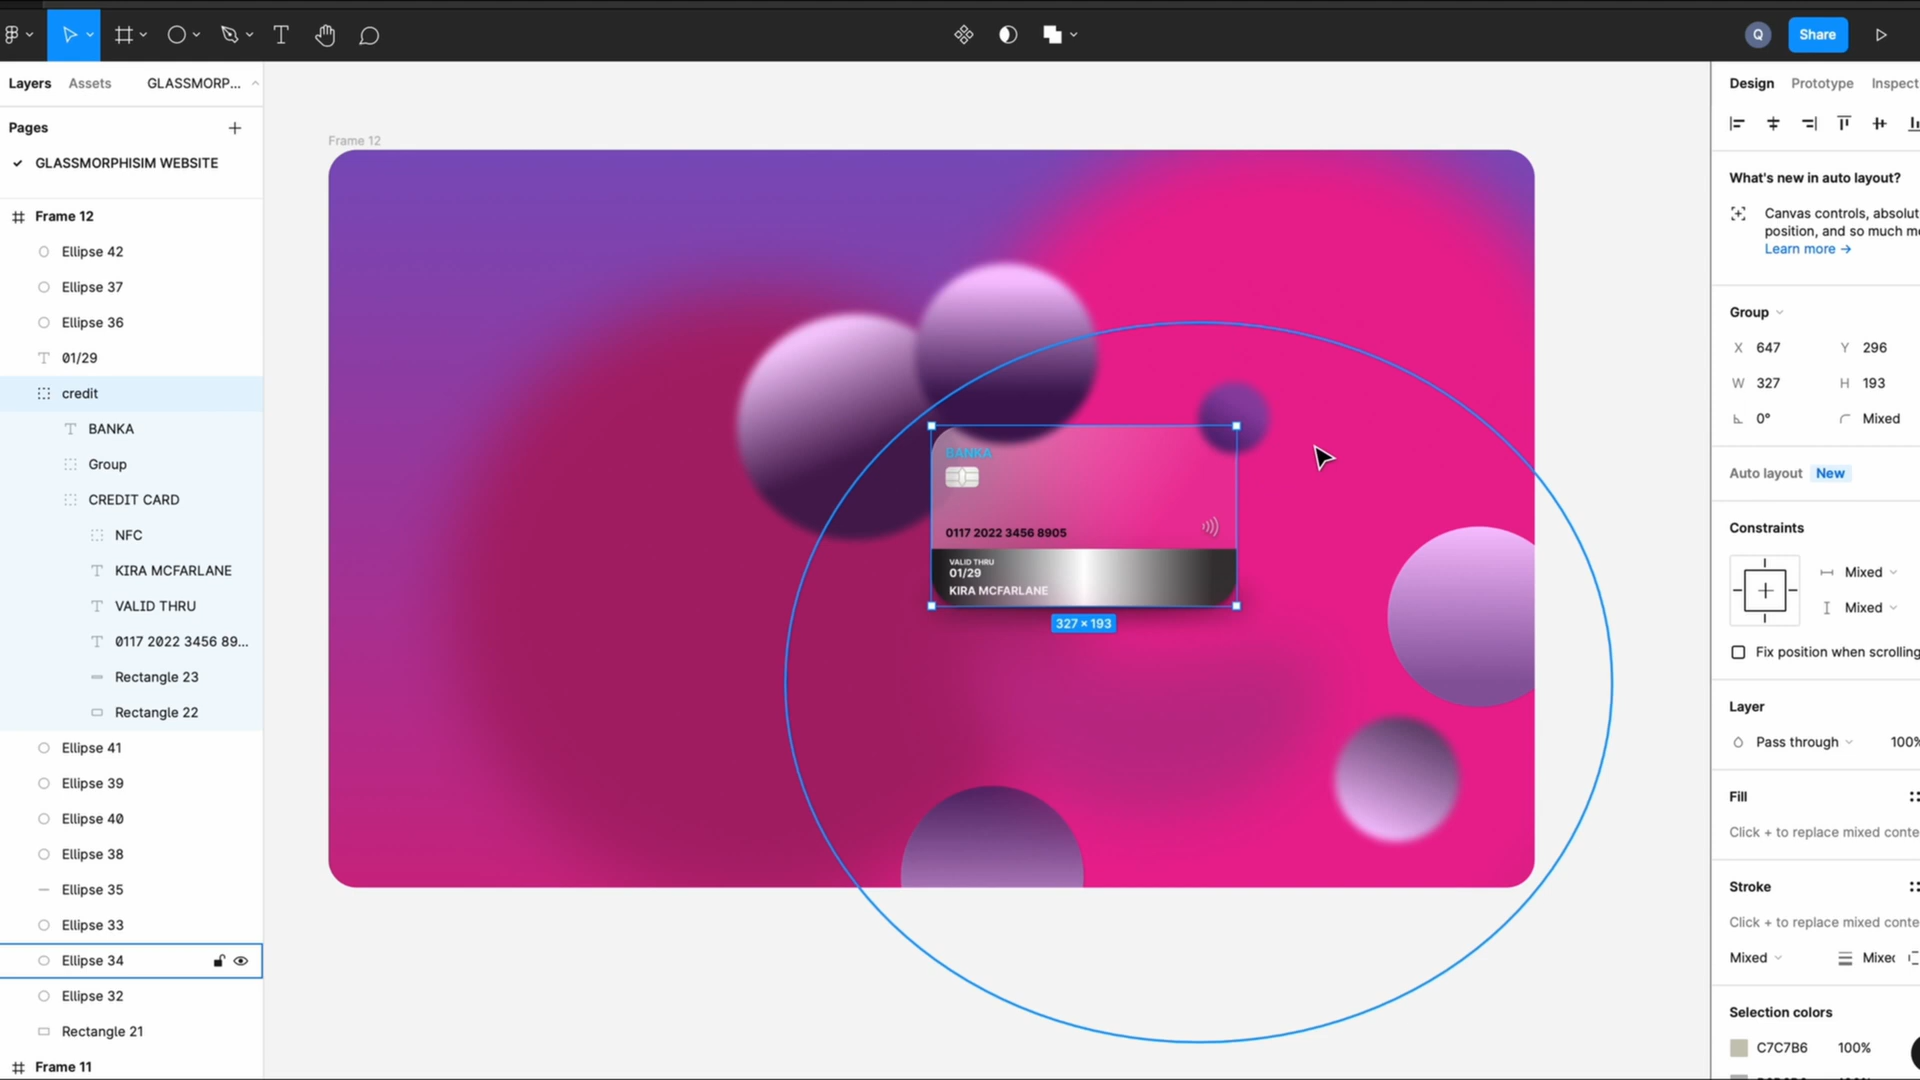 Q
Share
Layers
Assets
GLASSMORP...
Pages
GLASSMORPHISIM WEBSITE
Frame 12
Ellipse 42
Ellipse 37
Ellipse 36
01/29
credit
BANKA
Group
CREDIT CARD
NFC
KIRA MCFARLANE
VALID THRU
0117 2022 3456 89...
Rectangle 23
Rectangle 22
Ellipse 41
Ellipse 39
Ellipse 40
Ellipse 38
Ellipse 35
Ellipse 33
Ellipse 34
Ellipse 32
Rectangle 21
Frame 11
Frame 12
BANKA
0117 2022 3456 8905
VALID THRU
01/29
KIRA MCFARLANE
327 × 193
Design
Prototype
Inspect
What's new in auto layout?
Canvas controls, absolut
position, and so much m
Learn more →
Group
X 647
Y 296
W 327
H 193
0°
Mixed
Auto layout New
Constraints
Mixed
Mixed
Fix position when scrolling
Layer
Pass through
100%
Fill
Click + to replace mixed conte
Stroke
Click + to replace mixed conte
Mixed
Mixed
Selection colors
C7C7B6 100%